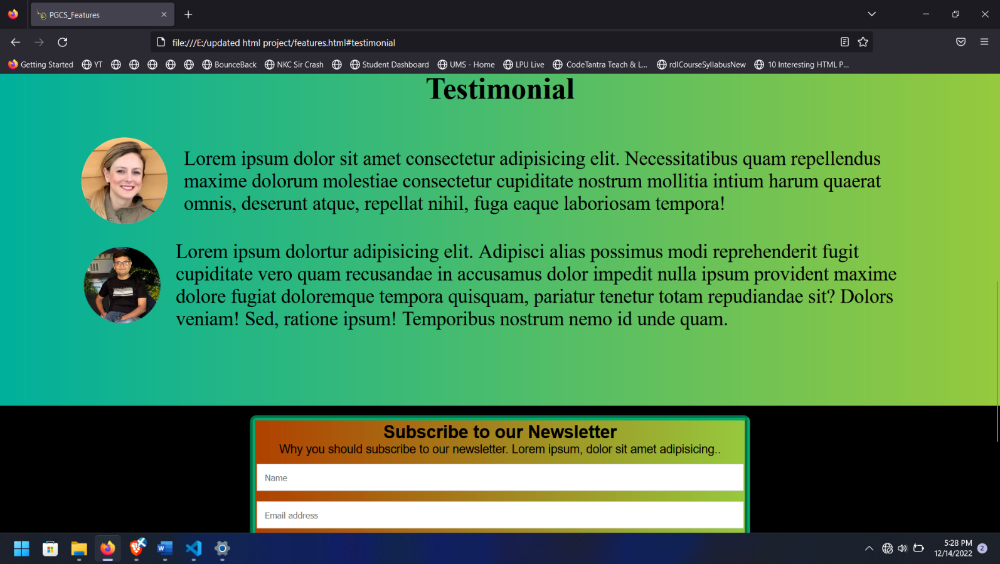 PGCS_Features
file:///E:/updated html project/features.html#testimonial
Getting Started YT BounceBack NKC Sir Crash Student Dashboard UMS - Home LPU Live CodeTantra Teach & L... rdlCourseSyllabusNew 10 Interesting HTML P...
Testimonial
Lorem ipsum dolor sit amet consectetur adipisicing elit. Necessitatibus quam repellendus
maxime dolorum molestiae consectetur cupiditate nostrum mollitia intium harum quaerat
omnis, deserunt atque, repellat nihil, fuga eaque laboriosam tempora!
Lorem ipsum dolortur adipisicing elit. Adipisci alias possimus modi reprehenderit fugit
cupiditate vero quam recusandae in accusamus dolor impedit nulla ipsum provident maxime
dolore fugiat doloremque tempora quisquam, pariatur tenetur totam repudiandae sit? Dolors
veniam! Sed, ratione ipsum! Temporibus nostrum nemo id unde quam.
Subscribe to our Newsletter
Why you should subscribe to our newsletter. Lorem ipsum, dolor sit amet adipisicing..
Name
Email address
5:28 PM
12/14/2022
2